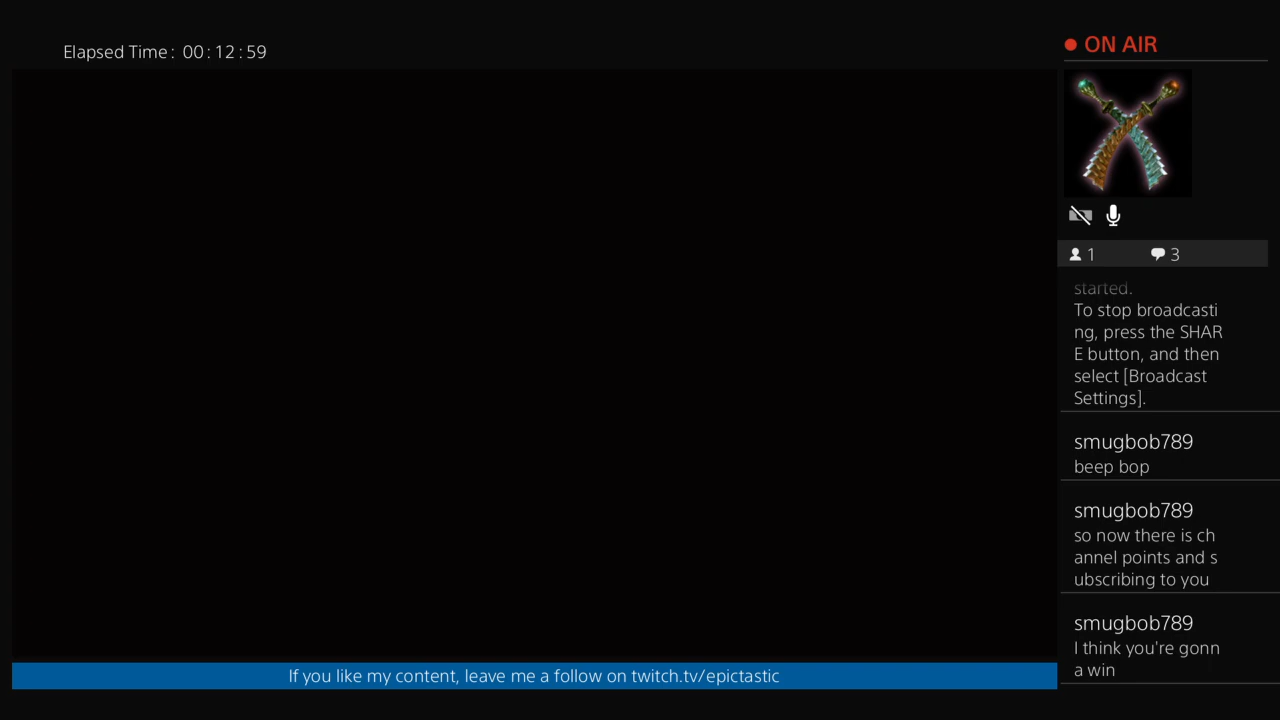 Elapsed Time: 00:12:59
ON AIR
1
3
started.
To stop broadcasti
ng, press the SHAR
E button, and then
select [Broadcast
Settings].
smugbob789
beep bop
smugbob789
so now there is ch
annel points and s
ubscribing to you
smugbob789
I think you're gonn
a win
If you like my content, leave me a follow on twitch.tv/epictastic